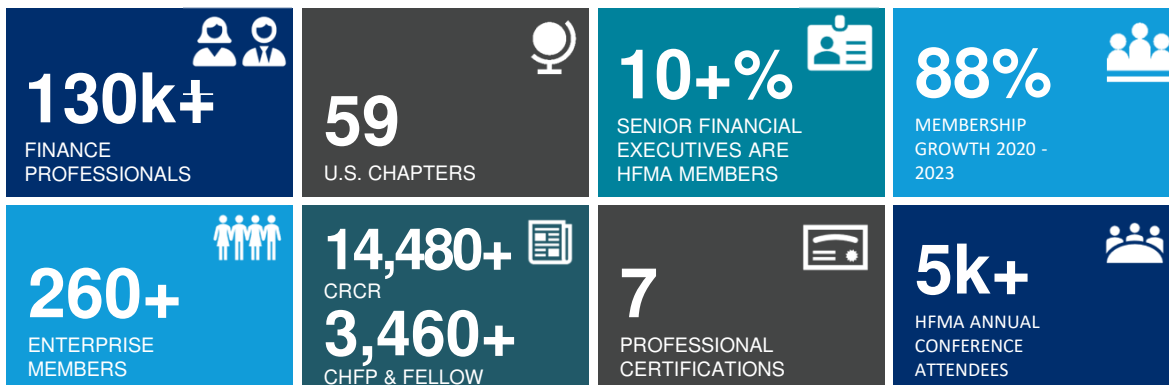 130k+
FINANCE
PROFESSIONALS
59
U.S. CHAPTERS
10+%
SENIOR FINANCIAL
EXECUTIVES ARE
HFMA MEMBERS
88%
MEMBERSHIP
GROWTH 2020 -
2023
260+
ENTERPRISE
MEMBERS
14,480+
CRCR
3,460+
CHFP & FELLOW
7
PROFESSIONAL
CERTIFICATIONS
5k+
HFMA ANNUAL
CONFERENCE
ATTENDEES